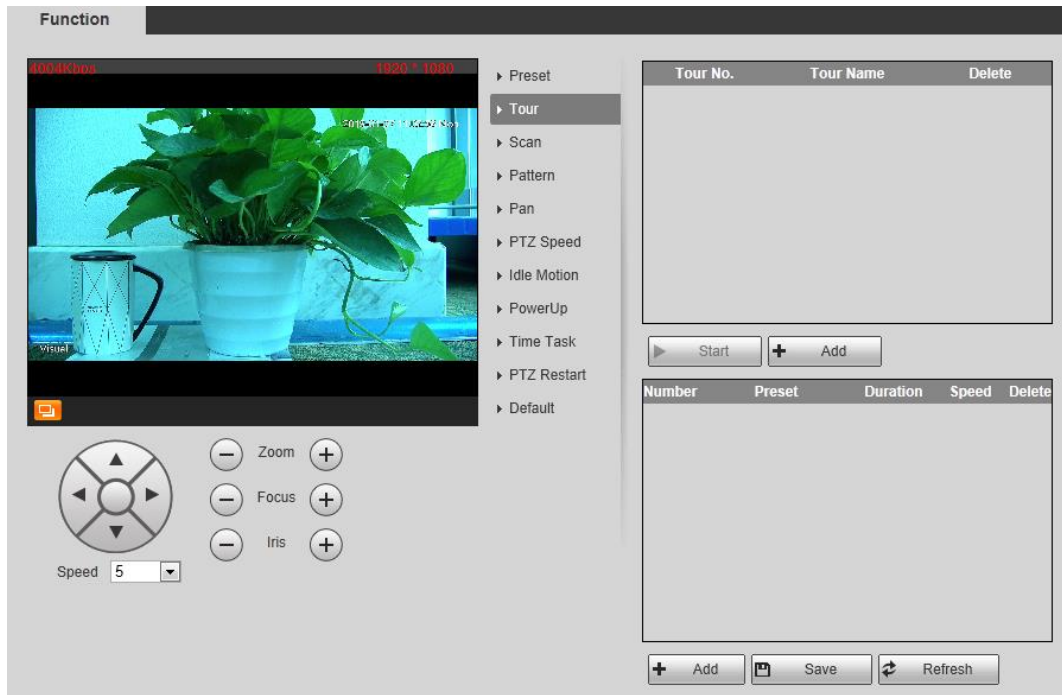 Function
4004Kbps 1920 * 1080
Visuel
Preset
Tour
Scan
Pattern
Pan
PTZ Speed
Idle Motion
PowerUp
Time Task
PTZ Restart
Default
Zoom
Focus
Iris
Speed 5
Tour No. Tour Name Delete
Start Add
Number Preset Duration Speed Delete
Add Save Refresh